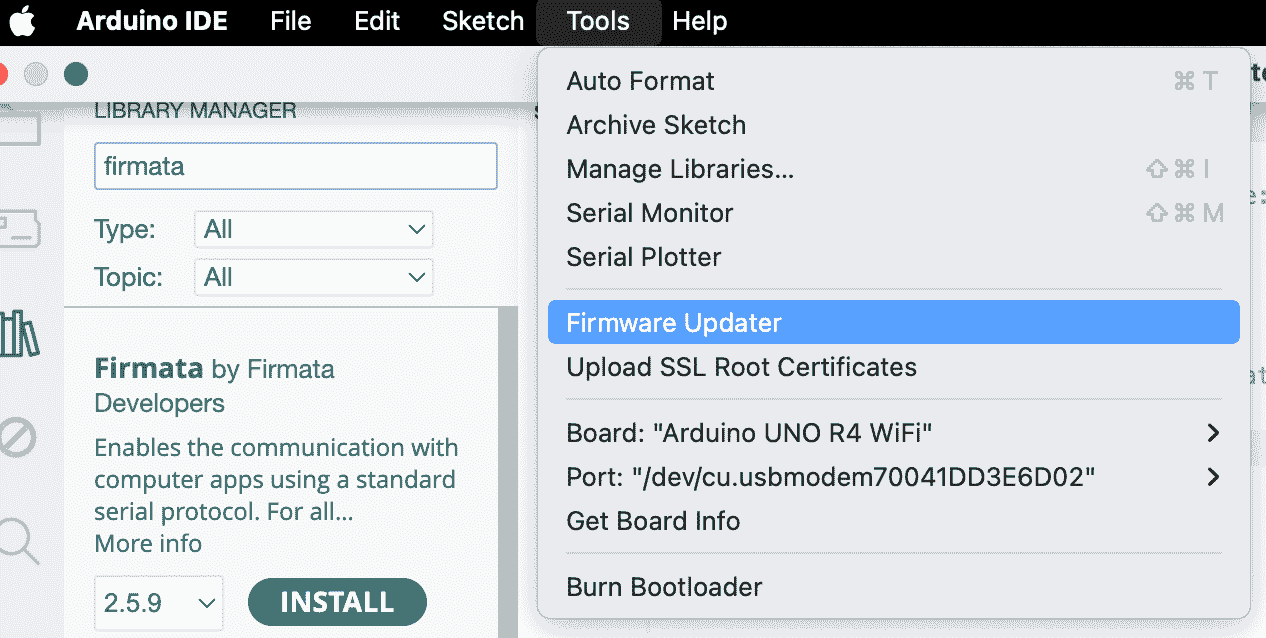 Arduino IDE File Edit Sketch Tools Help
LIBRARY MANAGER
firmata
Type: All
Topic: All
Firmata by Firmata
Developers
Enables the communication with
computer apps using a standard
serial protocol. For all...
More info
2.5.9 INSTALL
Auto Format ⌘ T
Archive Sketch
Manage Libraries... ⇧ ⌘ I
Serial Monitor ⇧ ⌘ M
Serial Plotter
Firmware Updater
Upload SSL Root Certificates
Board: "Arduino UNO R4 WiFi"
Port: "/dev/cu.usbmodem70041DD3E6D02"
Get Board Info
Burn Bootloader